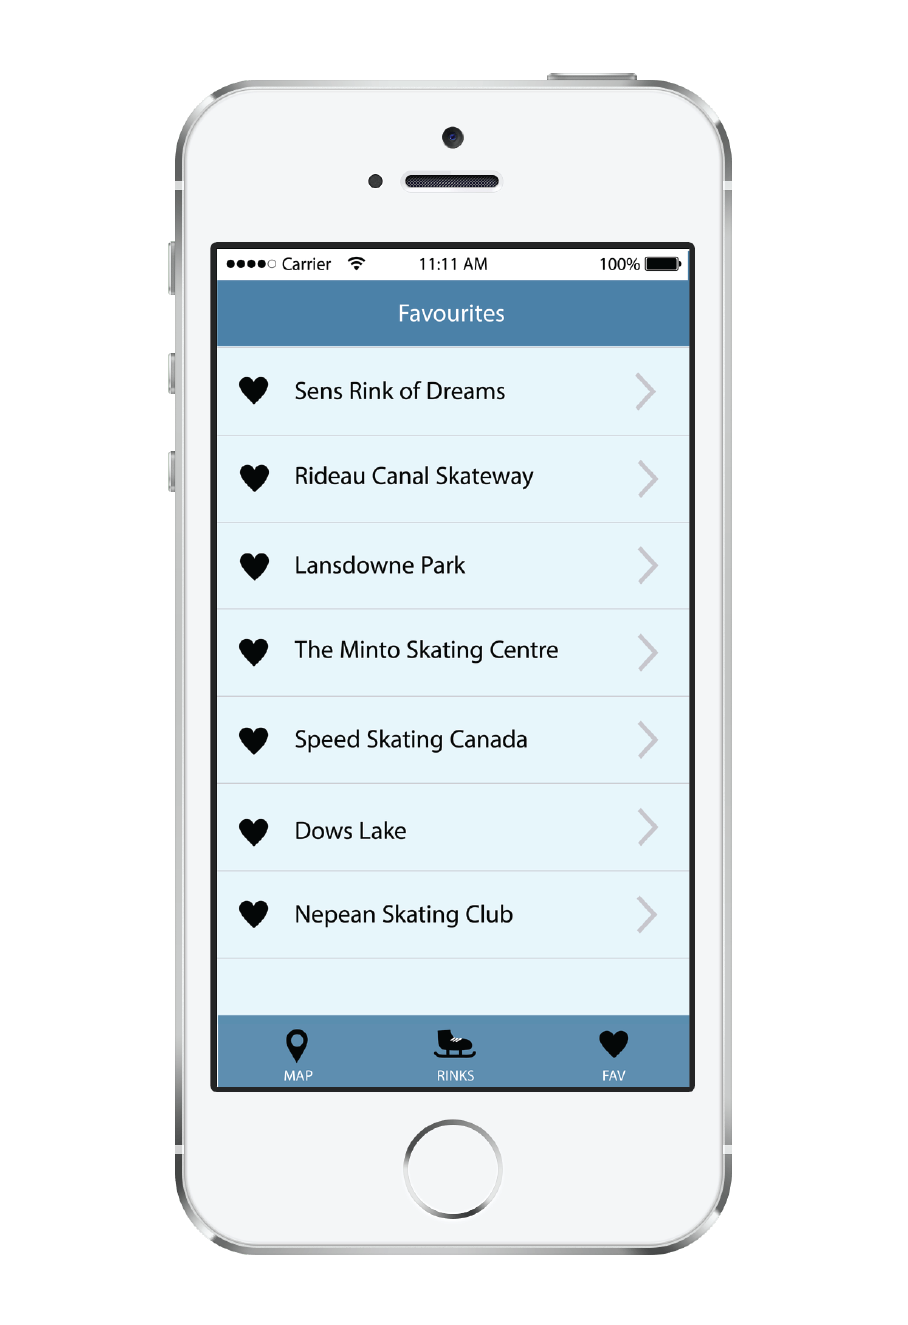 Carrier 11:11 AM 100%
Favourites
Sens Rink of Dreams
Rideau Canal Skateway
Lansdowne Park
The Minto Skating Centre
Speed Skating Canada
Dows Lake
Nepean Skating Club
MAP RINKS FAV